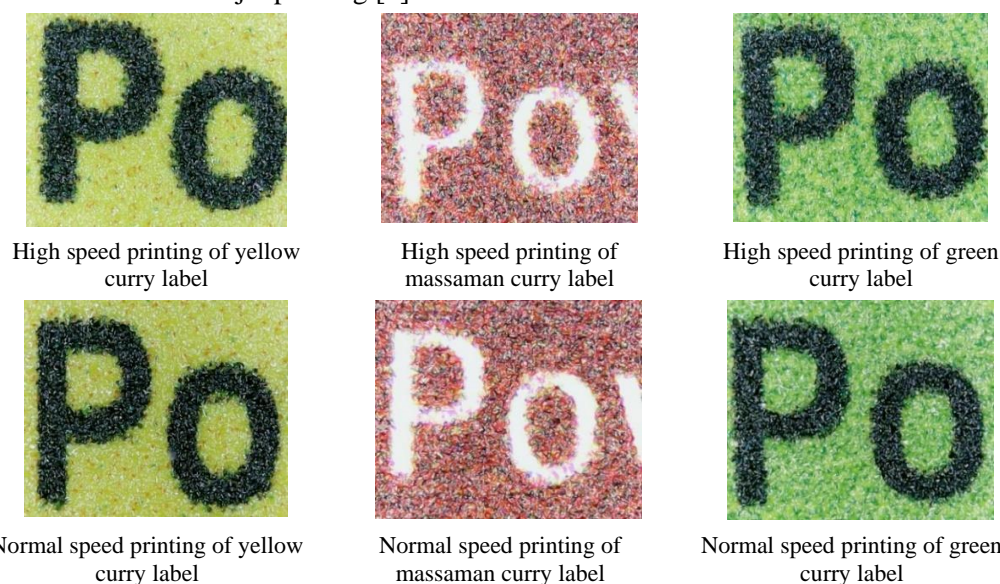 Po
Pow
Po
High speed printing of yellow
curry label
High speed printing of
massaman curry label
High speed printing of green
curry label
Po
Pow
Po
Normal speed printing of yellow
curry label
Normal speed printing of
massaman curry label
Normal speed printing of green
curry label